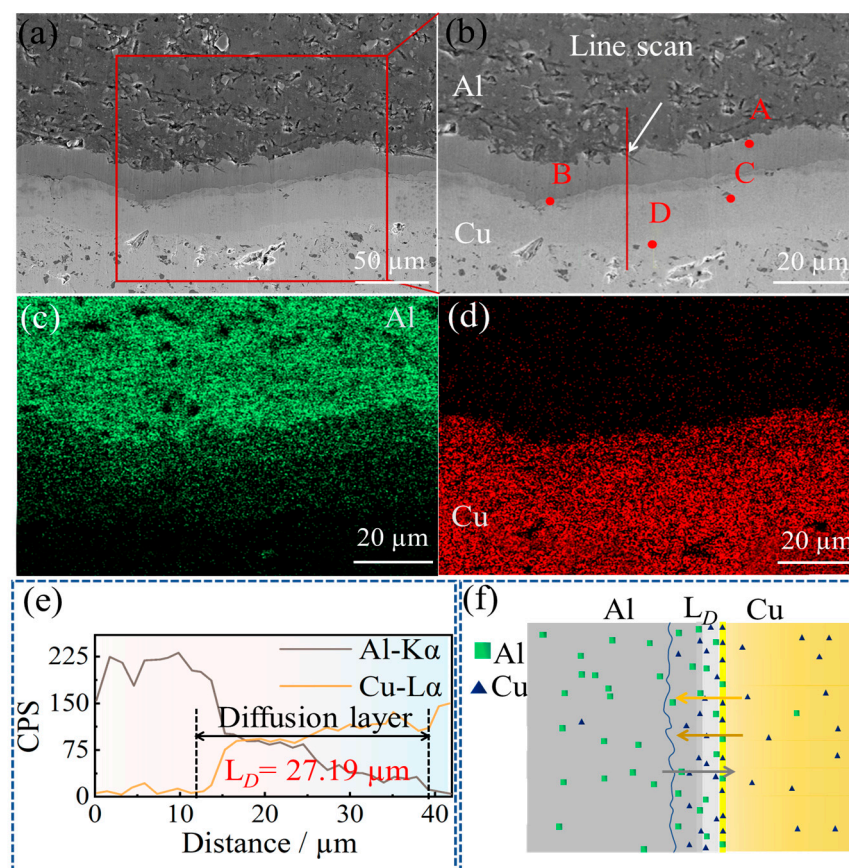 (a)
50 µm
(b)
Line scan
Al
A
B
C
D
Cu
20 µm
(c)
Al
20 µm
(d)
Cu
20 µm
(e)
225
150
75
0
CPS
Al-Kα
Cu-Lα
Diffusion layer
L_D= 27.19 µm
0 10 20 30 40
Distance / µm
(f)
Al L_D Cu
Al
Cu